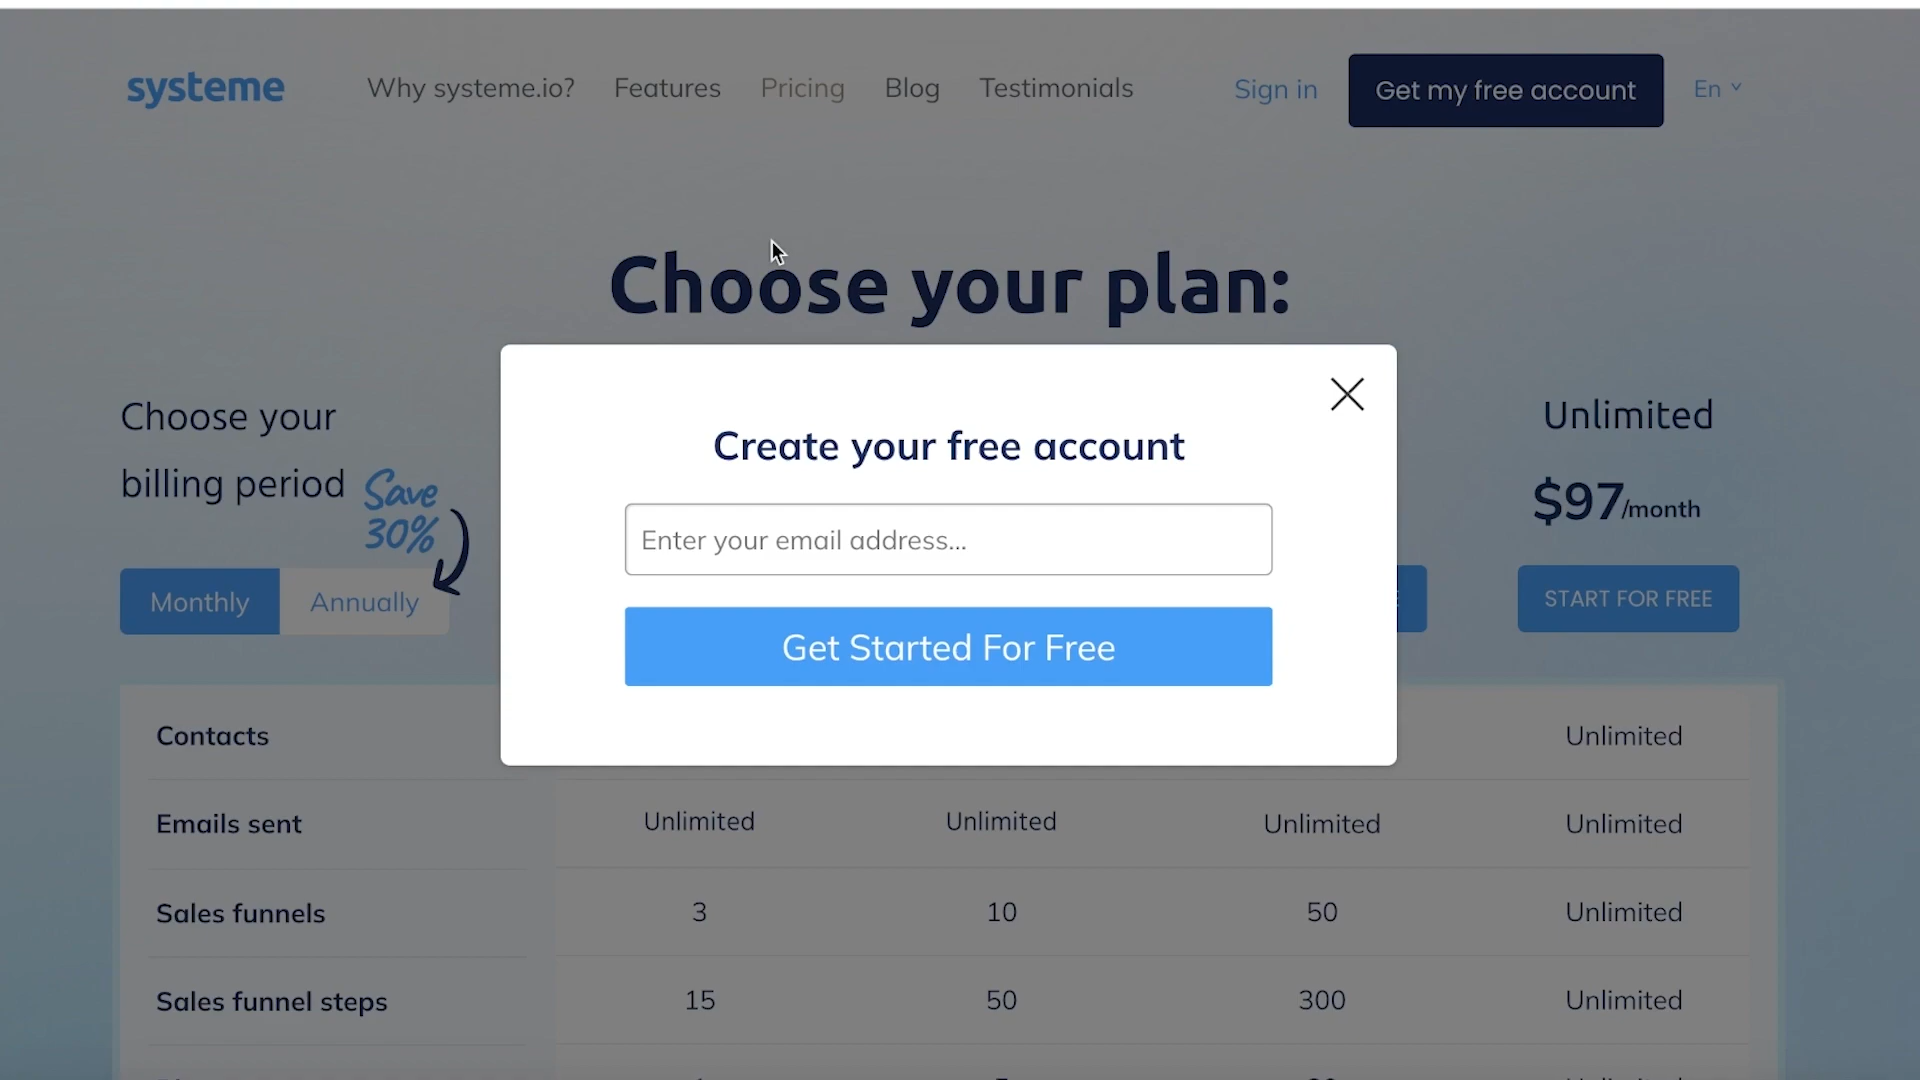 systeme
Why systeme.io? Features Pricing Blog Testimonials Sign in Get my free account En
Choose your plan:
Choose your
billing period
Save
30%
Monthly Annually
Create your free account
Enter your email address...
Get Started For Free
Unlimited
$97/month
START FOR FREE
Contacts Unlimited
Emails sent Unlimited Unlimited Unlimited Unlimited
Sales funnels 3 10 50 Unlimited
Sales funnel steps 15 50 300 Unlimited